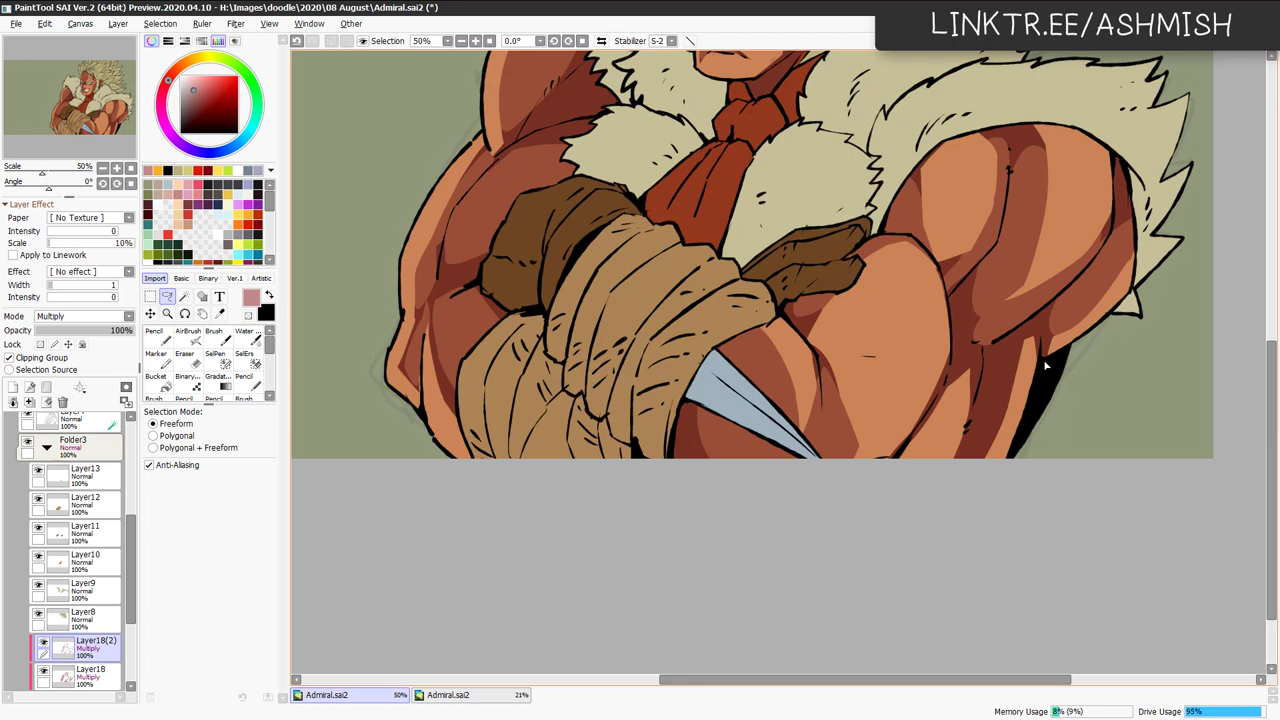 PaintTool SAI Ver.2 (64bit) Preview.2020.04.10 - H:\Images\doodle\2020\08 August\Admiral.sai2 (*)
LINKTR.EE/ASHMISH
File Edit Canvas Layer Selection Ruler Filter View Window Other
Selection 50% 0.0° Stabilizer S-2
Scale 50%
Angle 0°
Layer Effect
Paper [ No Texture ]
Intensity 0
Scale 10%
Apply to Linework
Effect [ No effect ]
Width 1
Intensity 0
Mode Multiply
Opacity 100%
Lock
Clipping Group
Selection Source
Normal
100%
Folder3
Normal
100%
Layer13
Normal
100%
Layer12
Normal
100%
Layer11
Normal
100%
Layer10
Normal
100%
Layer9
Normal
100%
Layer8
Normal
100%
Layer18(2)
Multiply
100%
Layer18
Multiply
100%
Import Basic Binary Ver.1 Artistic
T
Pencil AirBrush Brush Water ...
Marker Eraser SelPen SelErs
Bucket Binary... Gradat... Pencil
Pencil Pencil Brush
Selection Mode:
Freeform
Polygonal
Polygonal + Freeform
Anti-Aliasing
Admiral.sai2 50% Admiral.sai2 21%
Memory Usage 8% (9%) Drive Usage 95%